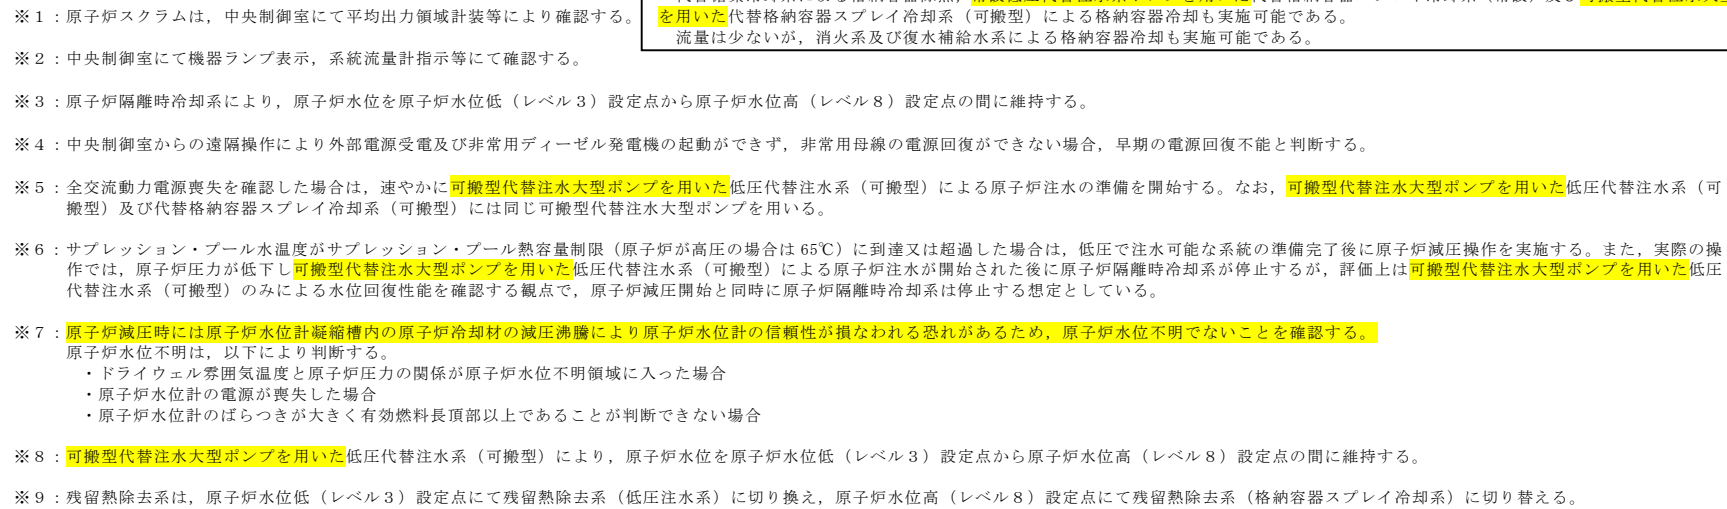 ※１：原子炉スクラムは，中央制御室にて平均出力領域計装等により確認する。
を用いた代替格納容器スプレイ冷却系（可搬型）による格納容器冷却も実施可能である。
流量は少ないが，消火系及び復水補給水系による格納容器冷却も実施可能である。
※２：中央制御室にて機器ランプ表示，系統流量計指示等にて確認する。
※３：原子炉隔離時冷却系により，原子炉水位を原子炉水位低（レベル３）設定点から原子炉水位高（レベル８）設定点の間に維持する。
※４：中央制御室からの遠隔操作により外部電源受電及び非常用ディーゼル発電機の起動ができず，非常用母線の電源回復ができない場合，早期の電源回復不能と判断する。
※５：全交流動力電源喪失を確認した場合は，速やかに可搬型代替注水大型ポンプを用いた低圧代替注水系（可搬型）による原子炉注水の準備を開始する。なお，可搬型代替注水大型ポンプを用いた低圧代替注水系（可
搬型）及び代替格納容器スプレイ冷却系（可搬型）には同じ可搬型代替注水大型ポンプを用いる。
※６：サプレッション・プール水温度がサプレッション・プール熱容量制限（原子炉が高圧の場合は 65℃）に到達又は超過した場合は，低圧で注水可能な系統の準備完了後に原子炉減圧操作を実施する。また，実際の操
作では，原子炉圧力が低下し可搬型代替注水大型ポンプを用いた低圧代替注水系（可搬型）による原子炉注水が開始された後に原子炉隔離時冷却系が停止するが，評価上は可搬型代替注水大型ポンプを用いた低圧
代替注水系（可搬型）のみによる水位回復性能を確認する観点で，原子炉減圧開始と同時に原子炉隔離時冷却系は停止する想定としている。
※７：原子炉減圧時には原子炉水位計凝縮槽内の原子炉冷却材の減圧沸騰により原子炉水位計の信頼性が損なわれる恐れがあるため，原子炉水位不明でないことを確認する。
原子炉水位不明は，以下により判断する。
・ドライウェル雰囲気温度と原子炉圧力の関係が原子炉水位不明領域に入った場合
・原子炉水位計の電源が喪失した場合
・原子炉水位計のばらつきが大きく有効燃料長頂部以上であることが判断できない場合
※８：可搬型代替注水大型ポンプを用いた低圧代替注水系（可搬型）により，原子炉水位を原子炉水位低（レベル３）設定点から原子炉水位高（レベル８）設定点の間に維持する。
※９：残留熱除去系は，原子炉水位低（レベル３）設定点にて残留熱除去系（低圧注水系）に切り換え，原子炉水位高（レベル８）設定点にて残留熱除去系（格納容器スプレイ冷却系）に切り替える。